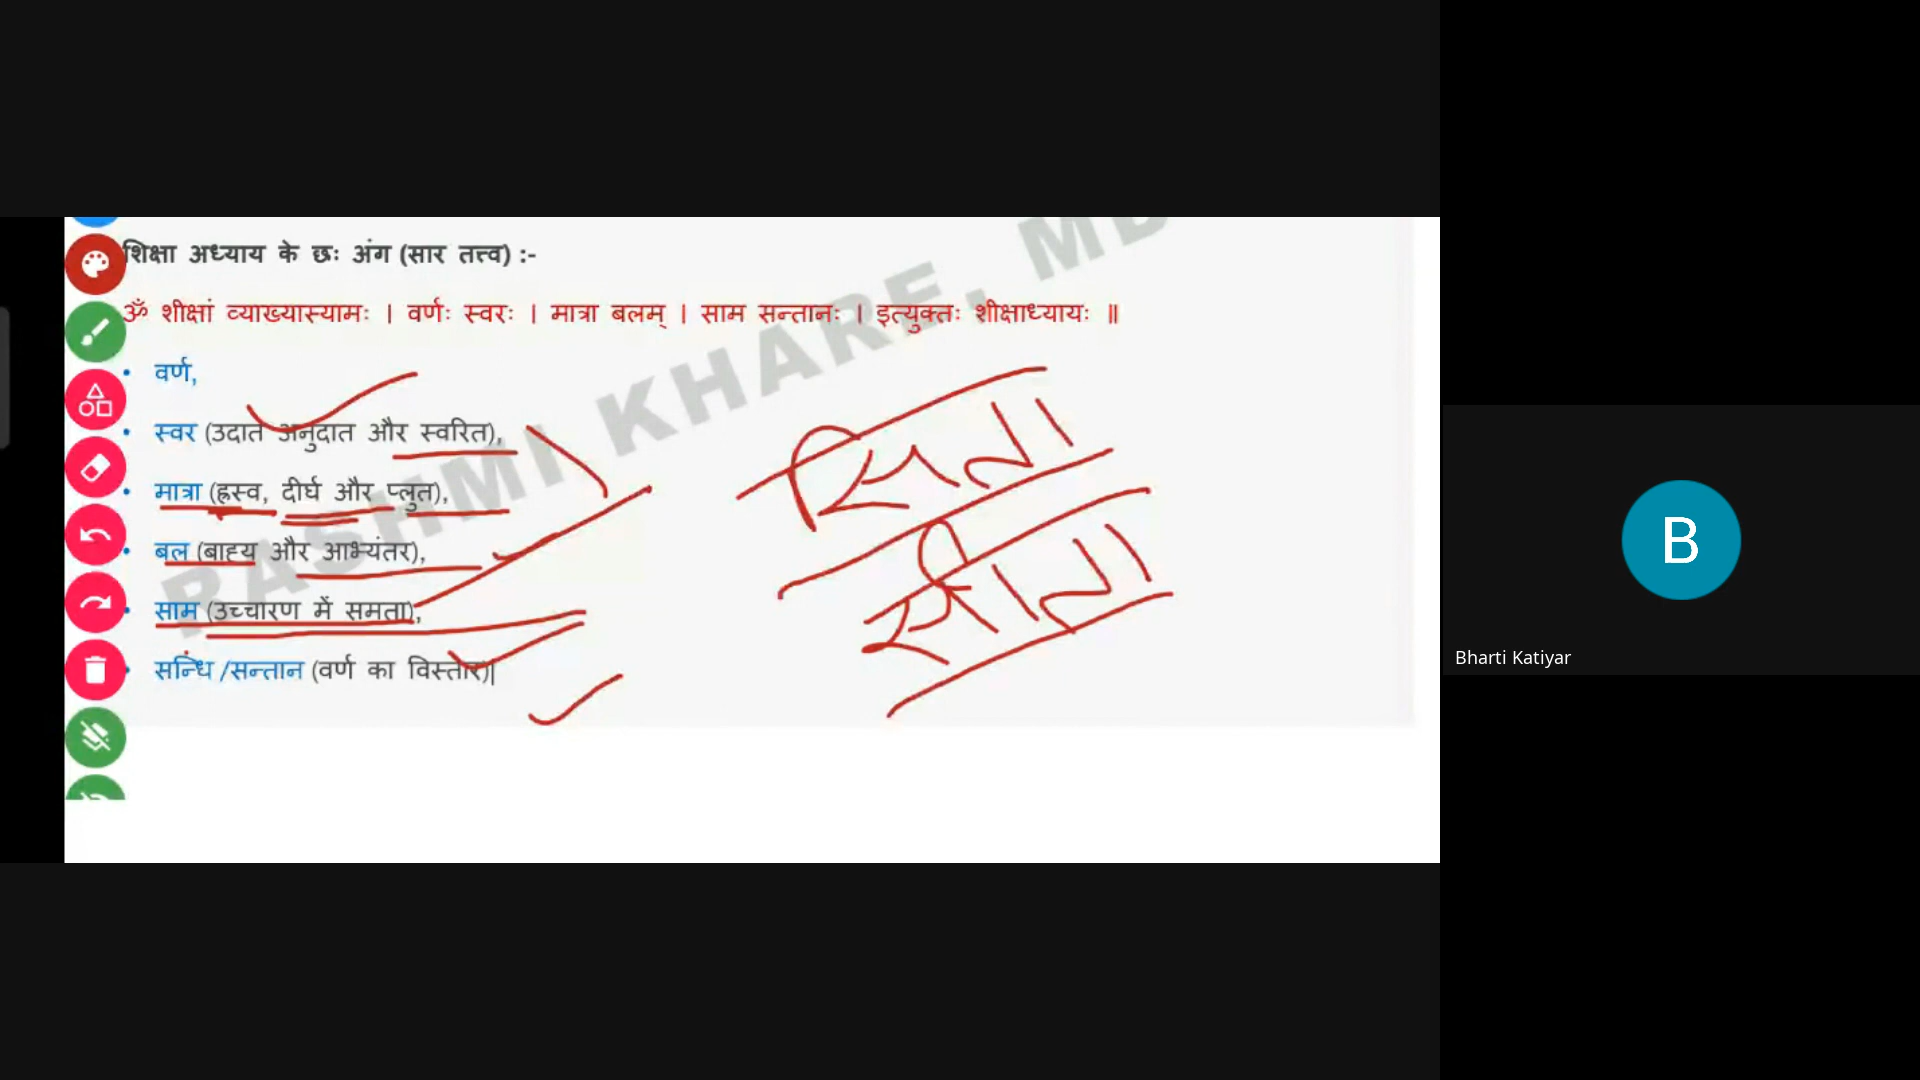 शिक्षा अध्याय के छः अंग (सार तत्त्व) :-
ॐ शीक्षां व्याख्यास्यामः । वर्णः स्वरः । मात्रा बलम् । साम सन्तानः । इत्युक्तः शीक्षाध्यायः ॥
• वर्ण,
• स्वर (उदात अनुदात और स्वरित),
• मात्रा (ह्रस्व, दीर्घ और प्लुत),
• बल (बाह्य और आभ्यंतर),
• साम (उच्चारण में समता),
• सन्धि /सन्तान (वर्ण का विस्तार)|
RASHMI KHARE, MD
सिता
सीता
B
Bharti Katiyar